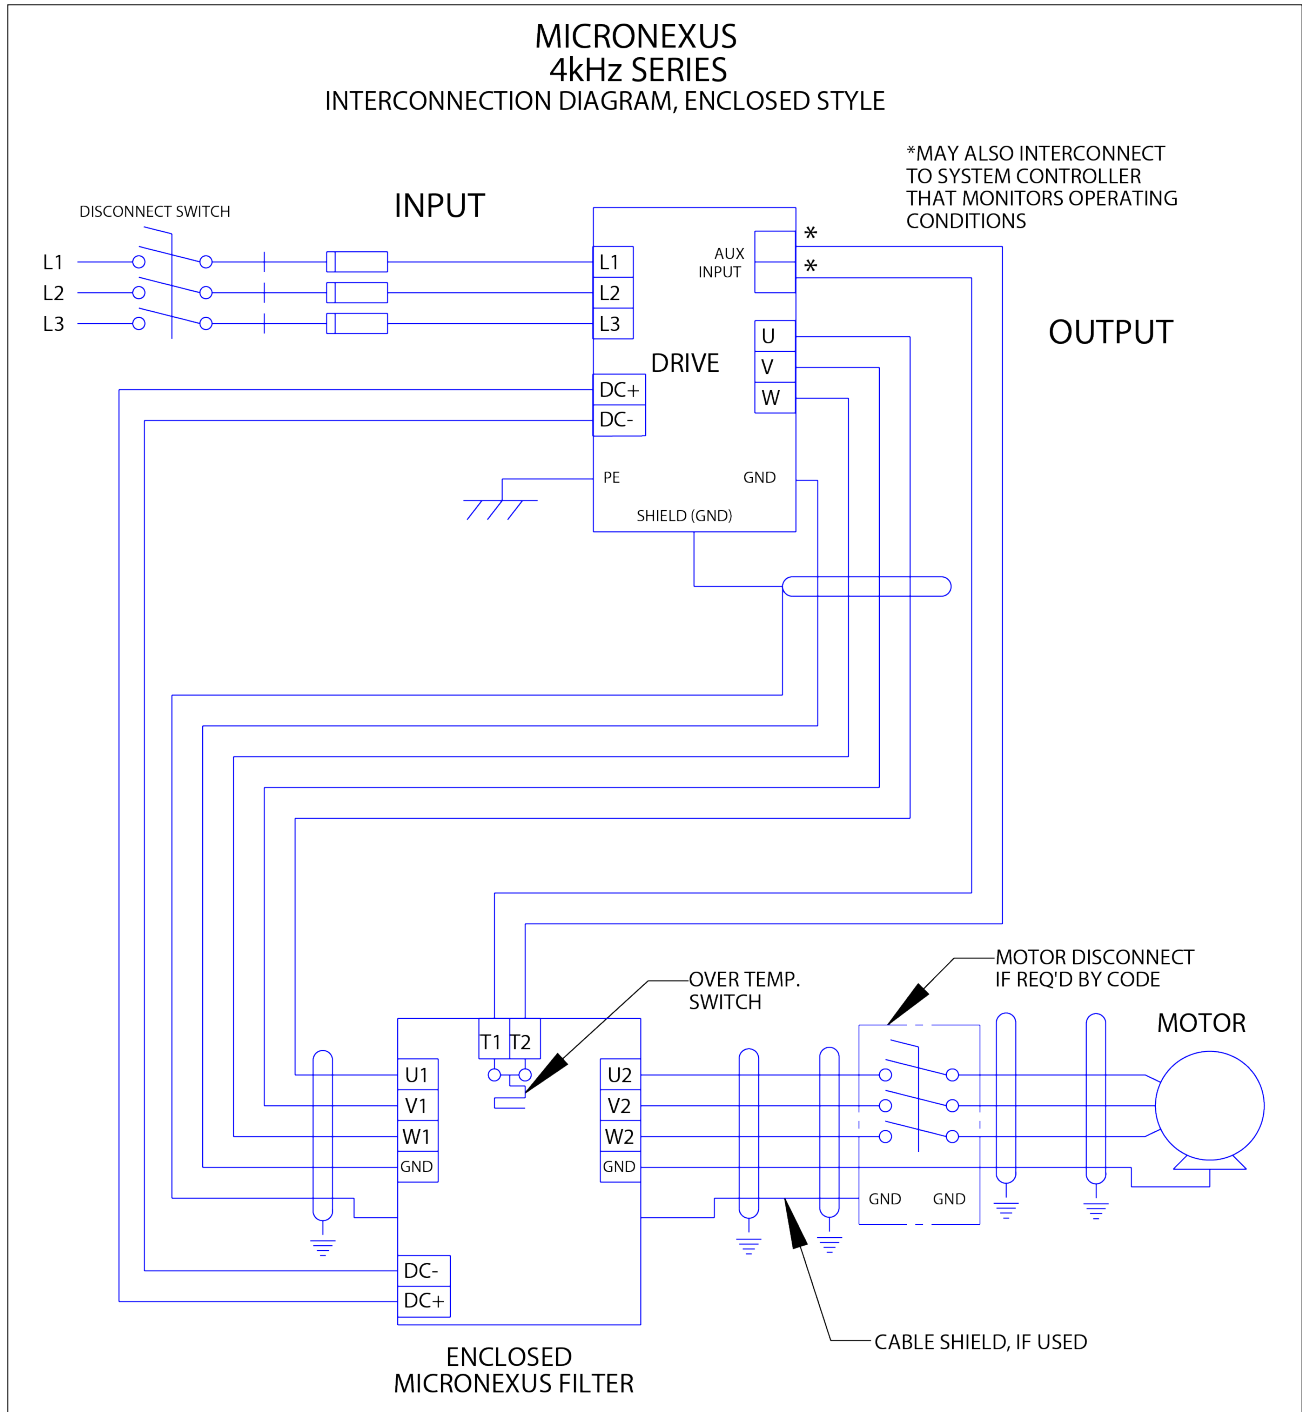 MICRONEXUS
4kHz SERIES
INTERCONNECTION DIAGRAM, ENCLOSED STYLE
*MAY ALSO INTERCONNECT
TO SYSTEM CONTROLLER
THAT MONITORS OPERATING
CONDITIONS
DISCONNECT SWITCH
INPUT
L1
L2
L3
L1
L2
L3
AUX
INPUT
*
*
OUTPUT
U
V
W
DRIVE
DC+
DC-
PE
GND
SHIELD (GND)
OVER TEMP.
SWITCH
MOTOR DISCONNECT
IF REQ'D BY CODE
MOTOR
T1
T2
U1
V1
W1
GND
U2
V2
W2
GND
GND
GND
DC-
DC+
CABLE SHIELD, IF USED
ENCLOSED
MICRONEXUS FILTER